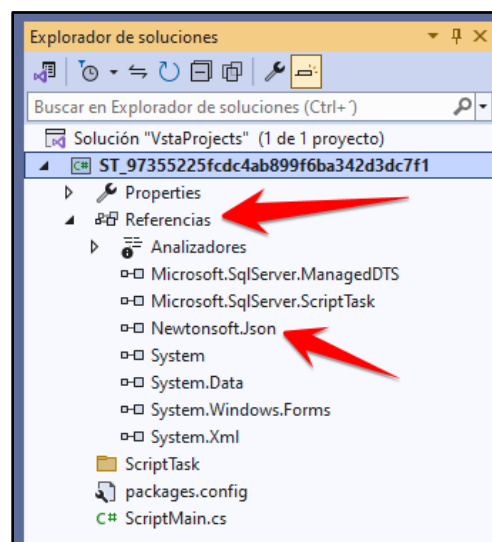 Explorador de soluciones
Buscar en Explorador de soluciones (Ctrl+´)
Solución "VstaProjects" (1 de 1 proyecto)
C# ST_97355225fcdc4ab899f6ba342d3dc7f1
Properties
Referencias
Analizadores
Microsoft.SqlServer.ManagedDTS
Microsoft.SqlServer.ScriptTask
Newtonsoft.Json
System
System.Data
System.Windows.Forms
System.Xml
ScriptTask
packages.config
C# ScriptMain.cs